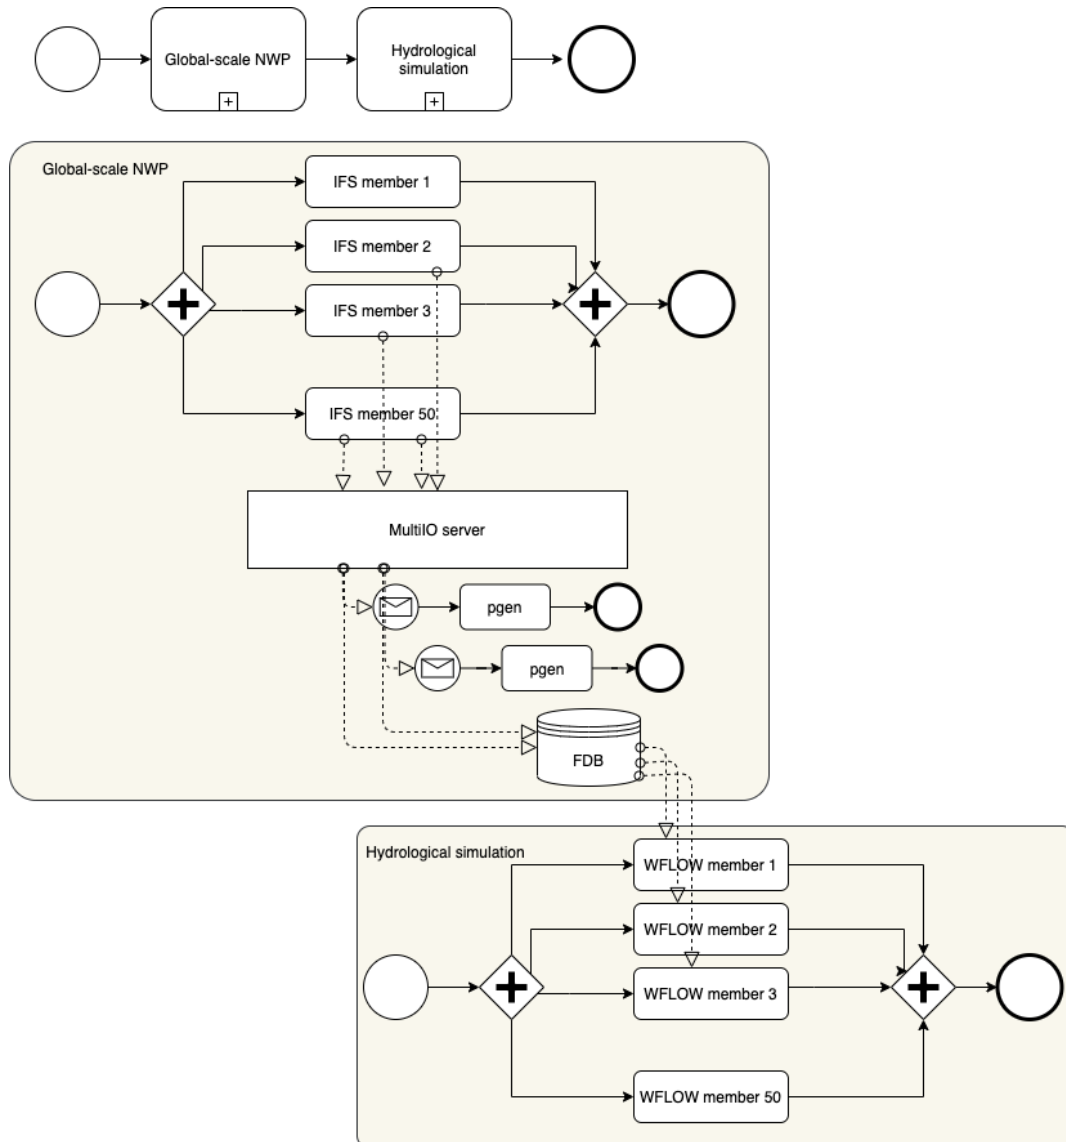 Global-scale NWP
Hydrological
simulation
Global-scale NWP
IFS member 1
IFS member 2
IFS member 3
IFS member 50
MultiIO server
pgen
pgen
FDB
Hydrological simulation
WFLOW member 1
WFLOW member 2
WFLOW member 3
WFLOW member 50